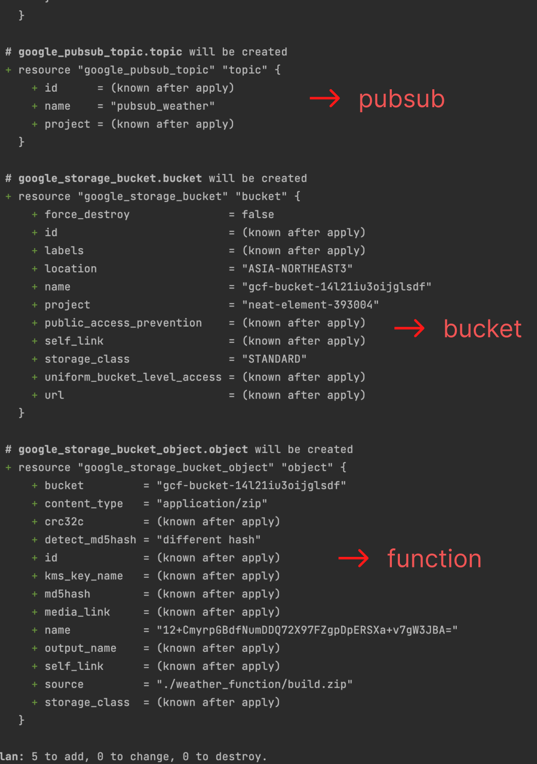 }
# google_pubsub_topic.topic will be created
+ resource "google_pubsub_topic" "topic" {
+ id      = (known after apply)
+ name    = "pubsub_weather"
+ project = (known after apply)
}
→ pubsub
# google_storage_bucket.bucket will be created
+ resource "google_storage_bucket" "bucket" {
+ force_destroy               = false
+ id                          = (known after apply)
+ labels                      = (known after apply)
+ location                    = "ASIA-NORTHEAST3"
+ name                        = "gcf-bucket-14l21iu3oijglsdf"
+ project                     = "neat-element-393004"
+ public_access_prevention    = (known after apply)
+ self_link                   = (known after apply)
+ storage_class               = "STANDARD"
+ uniform_bucket_level_access = (known after apply)
+ url                         = (known after apply)
}
→ bucket
# google_storage_bucket_object.object will be created
+ resource "google_storage_bucket_object" "object" {
+ bucket         = "gcf-bucket-14l21iu3oijglsdf"
+ content_type   = "application/zip"
+ crc32c         = (known after apply)
+ detect_md5hash = "different hash"
+ id             = (known after apply)
+ kms_key_name   = (known after apply)
+ md5hash        = (known after apply)
+ media_link     = (known after apply)
+ name           = "12+CmyrpGBdfNumDDQ72X97FZgpDpERSXa+v7gW3JBA="
+ output_name    = (known after apply)
+ self_link      = (known after apply)
+ source         = "./weather_function/build.zip"
+ storage_class  = (known after apply)
}
→ function
lan: 5 to add, 0 to change, 0 to destroy.